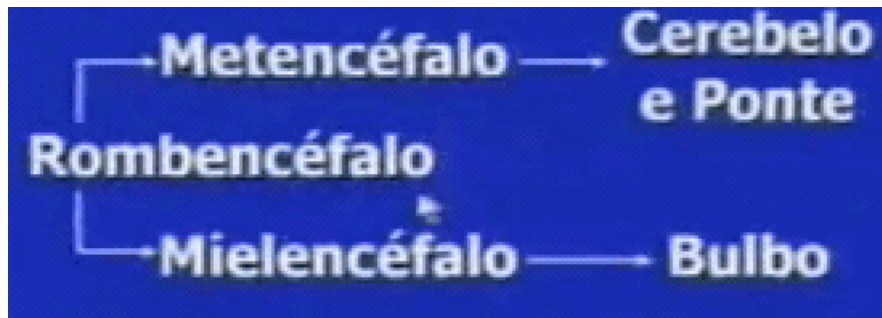 Metencéfalo
Cerebelo
e Ponte
Rombencéfalo
Mielencéfalo
Bulbo